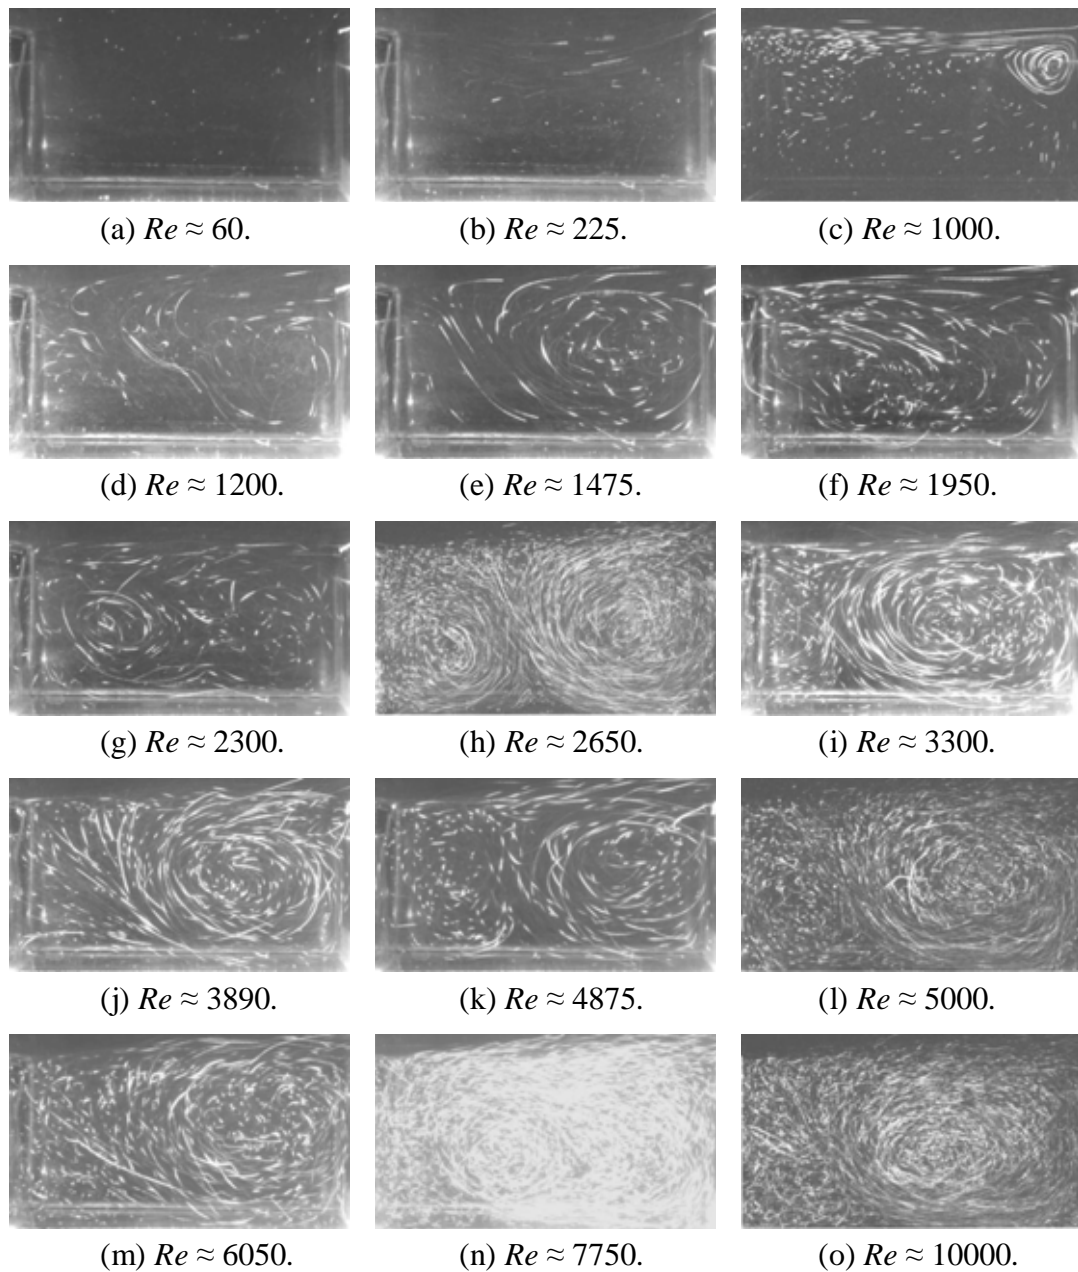 (a) Re ≈ 60.
(b) Re ≈ 225.
(c) Re ≈ 1000.
(d) Re ≈ 1200.
(e) Re ≈ 1475.
(f) Re ≈ 1950.
(g) Re ≈ 2300.
(h) Re ≈ 2650.
(i) Re ≈ 3300.
(j) Re ≈ 3890.
(k) Re ≈ 4875.
(l) Re ≈ 5000.
(m) Re ≈ 6050.
(n) Re ≈ 7750.
(o) Re ≈ 10000.